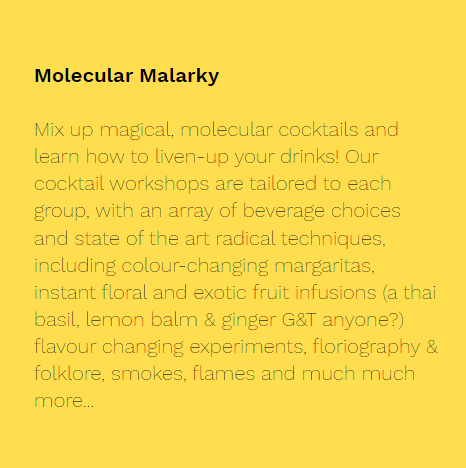 Molecular Malarky
Mix up magical, molecular cocktails and
learn how to liven-up your drinks! Our
cocktail workshops are tailored to each
group, with an array of beverage choices
and state of the art radical techniques,
including colour-changing margaritas,
instant floral and exotic fruit infusions (a thai
basil, lemon balm & ginger G&T anyone?)
flavour changing experiments, floriography &
folklore, smokes, flames and much much
more...